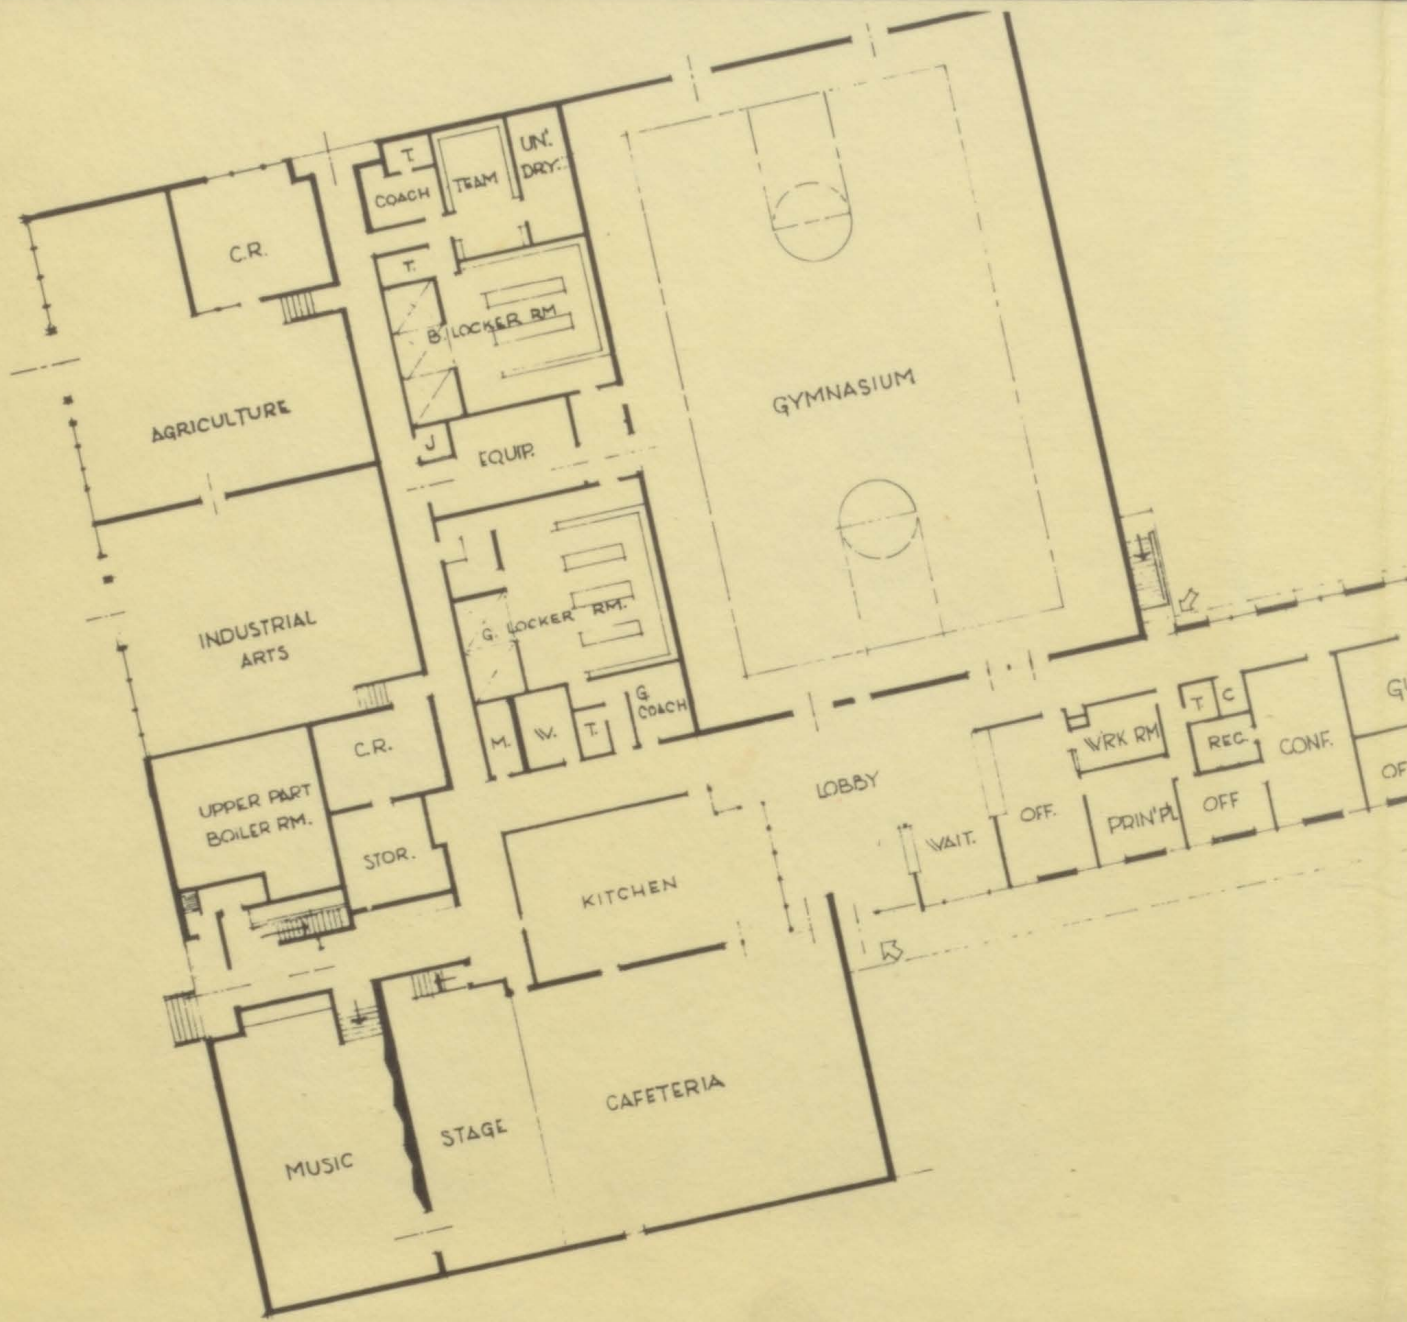 T.
UN.
DRY.
COACH
TEAM
C.R.
T.
B. LOCKER RM
GYMNASIUM
AGRICULTURE
J
EQUIP.
INDUSTRIAL
ARTS
G. LOCKER RM.
G
COACH
M.
W.
T.
C.R.
T
C
WRK RM
REC.
CONF.
LOBBY
UPPER PART
BOILER RM.
STOR.
KITCHEN
WAIT.
OFF.
PRIN'PL
OFF
MUSIC
STAGE
CAFETERIA